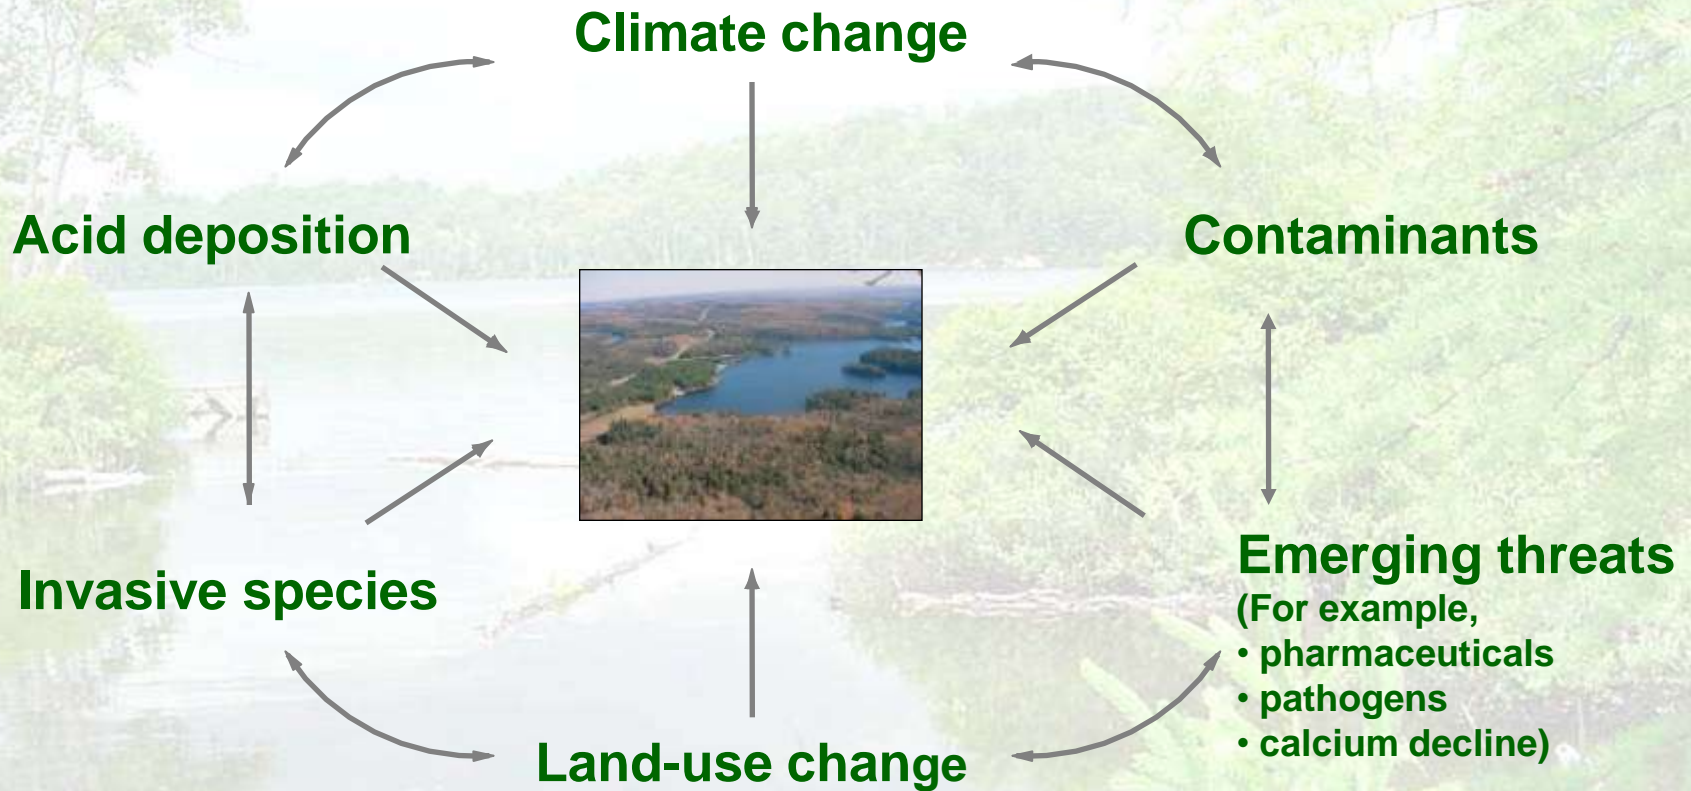 Climate change
Acid deposition
Contaminants
Invasive species
Emerging threats
(For example,
• pharmaceuticals
• pathogens
• calcium decline)
Land-use change